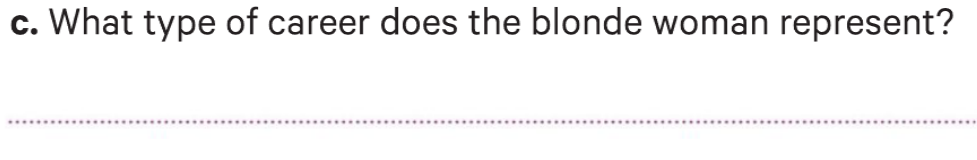 c. What type of career does the blonde woman represent?